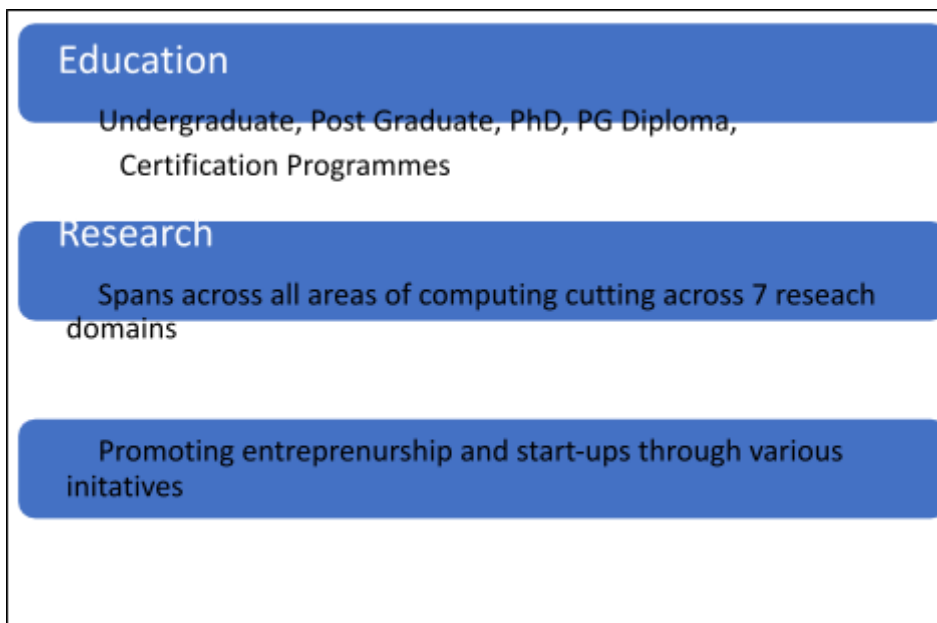 Education
Undergraduate, Post Graduate, PhD, PG Diploma,
Certification Programmes
Research
Spans across all areas of computing cutting across 7 reseach
domains
Promoting entreprenurship and start-ups through various
initatives